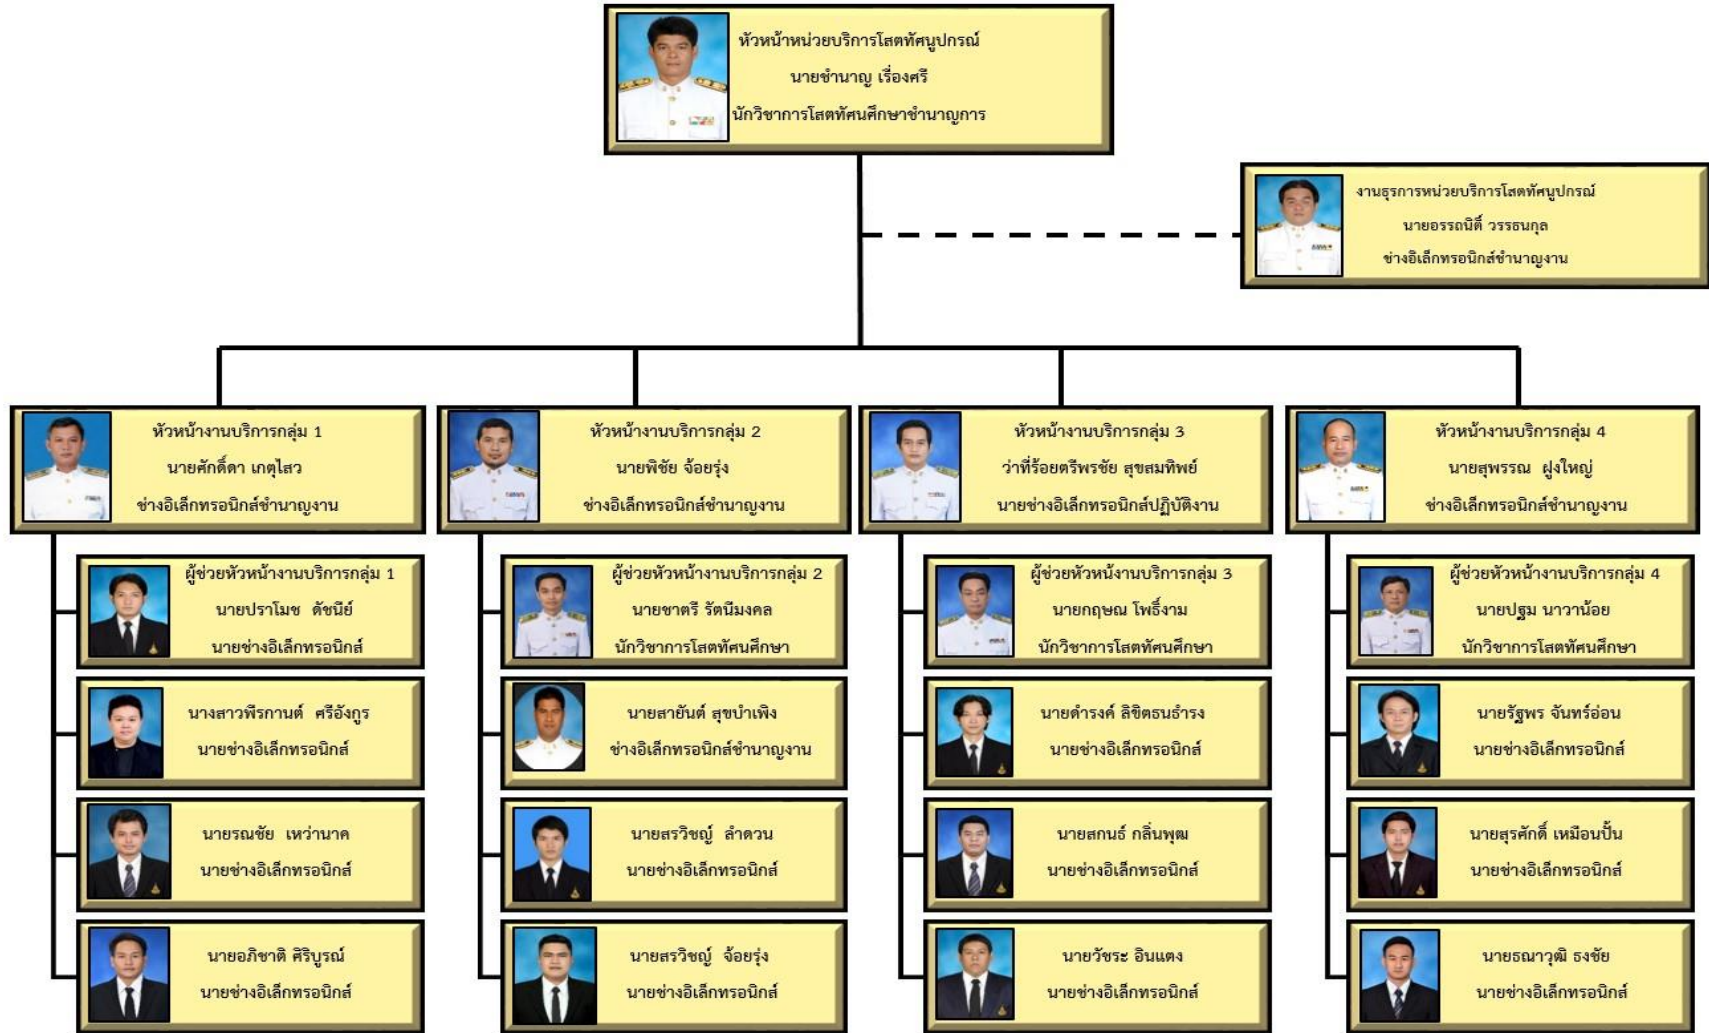 หัวหน้าหน่วยบริการโสตทัศนูปกรณ์
นายชำนาญ เรื่องศรี
นักวิชาการโสตทัศนศึกษาชำนาญการ
งานธุรการหน่วยบริการโสตทัศนูปกรณ์
นายอรรถนิติ์ วรรธนกุล
ช่างอิเล็กทรอนิกส์ชำนาญงาน
หัวหน้างานบริการกลุ่ม 1
นายศักดิ์ดา เกตุไสว
ช่างอิเล็กทรอนิกส์ชำนาญงาน
ผู้ช่วยหัวหน้างานบริการกลุ่ม 1
นายปราโมช ดัชนีย์
นายช่างอิเล็กทรอนิกส์
นางสาวพีรกานต์ ศรีอังกูร
นายช่างอิเล็กทรอนิกส์
นายรณชัย เหว่านาค
นายช่างอิเล็กทรอนิกส์
นายอภิชาติ ศิริบูรณ์
นายช่างอิเล็กทรอนิกส์
หัวหน้างานบริการกลุ่ม 2
นายพิชัย จ้อยรุ่ง
ช่างอิเล็กทรอนิกส์ชำนาญงาน
ผู้ช่วยหัวหน้างานบริการกลุ่ม 2
นายชาตรี รัตนีมงคล
นักวิชาการโสตทัศนศึกษา
นายสายันต์ สุขบำเพิง
ช่างอิเล็กทรอนิกส์ชำนาญงาน
นายสรวิชญ์ ลำดวน
นายช่างอิเล็กทรอนิกส์
นายสรวิชญ์ จ้อยรุ่ง
นายช่างอิเล็กทรอนิกส์
หัวหน้างานบริการกลุ่ม 3
ว่าที่ร้อยตรีพรชัย สุขสมทิพย์
นายช่างอิเล็กทรอนิกส์ปฏิบัติงาน
ผู้ช่วยหัวหน้งานบริการกลุ่ม 3
นายกฤษณ โพธิ์งาม
นักวิชาการโสตทัศนศึกษา
นายดำรงค์ ลิขิตธนธำรง
นายช่างอิเล็กทรอนิกส์
นายสกนธ์ กลิ่นพุฒ
นายช่างอิเล็กทรอนิกส์
นายวัชระ อินแตง
นายช่างอิเล็กทรอนิกส์
หัวหน้างานบริการกลุ่ม 4
นายสุพรรณ ฝูงใหญ่
ช่างอิเล็กทรอนิกส์ชำนาญงาน
ผู้ช่วยหัวหน้างานบริการกลุ่ม 4
นายปฐม นาวาน้อย
นักวิชาการโสตทัศนศึกษา
นายรัฐพร จันทร์อ่อน
นายช่างอิเล็กทรอนิกส์
นายสุรศักดิ์ เหมือนปั้น
นายช่างอิเล็กทรอนิกส์
นายธณาวุฒิ ธงชัย
นายช่างอิเล็กทรอนิกส์